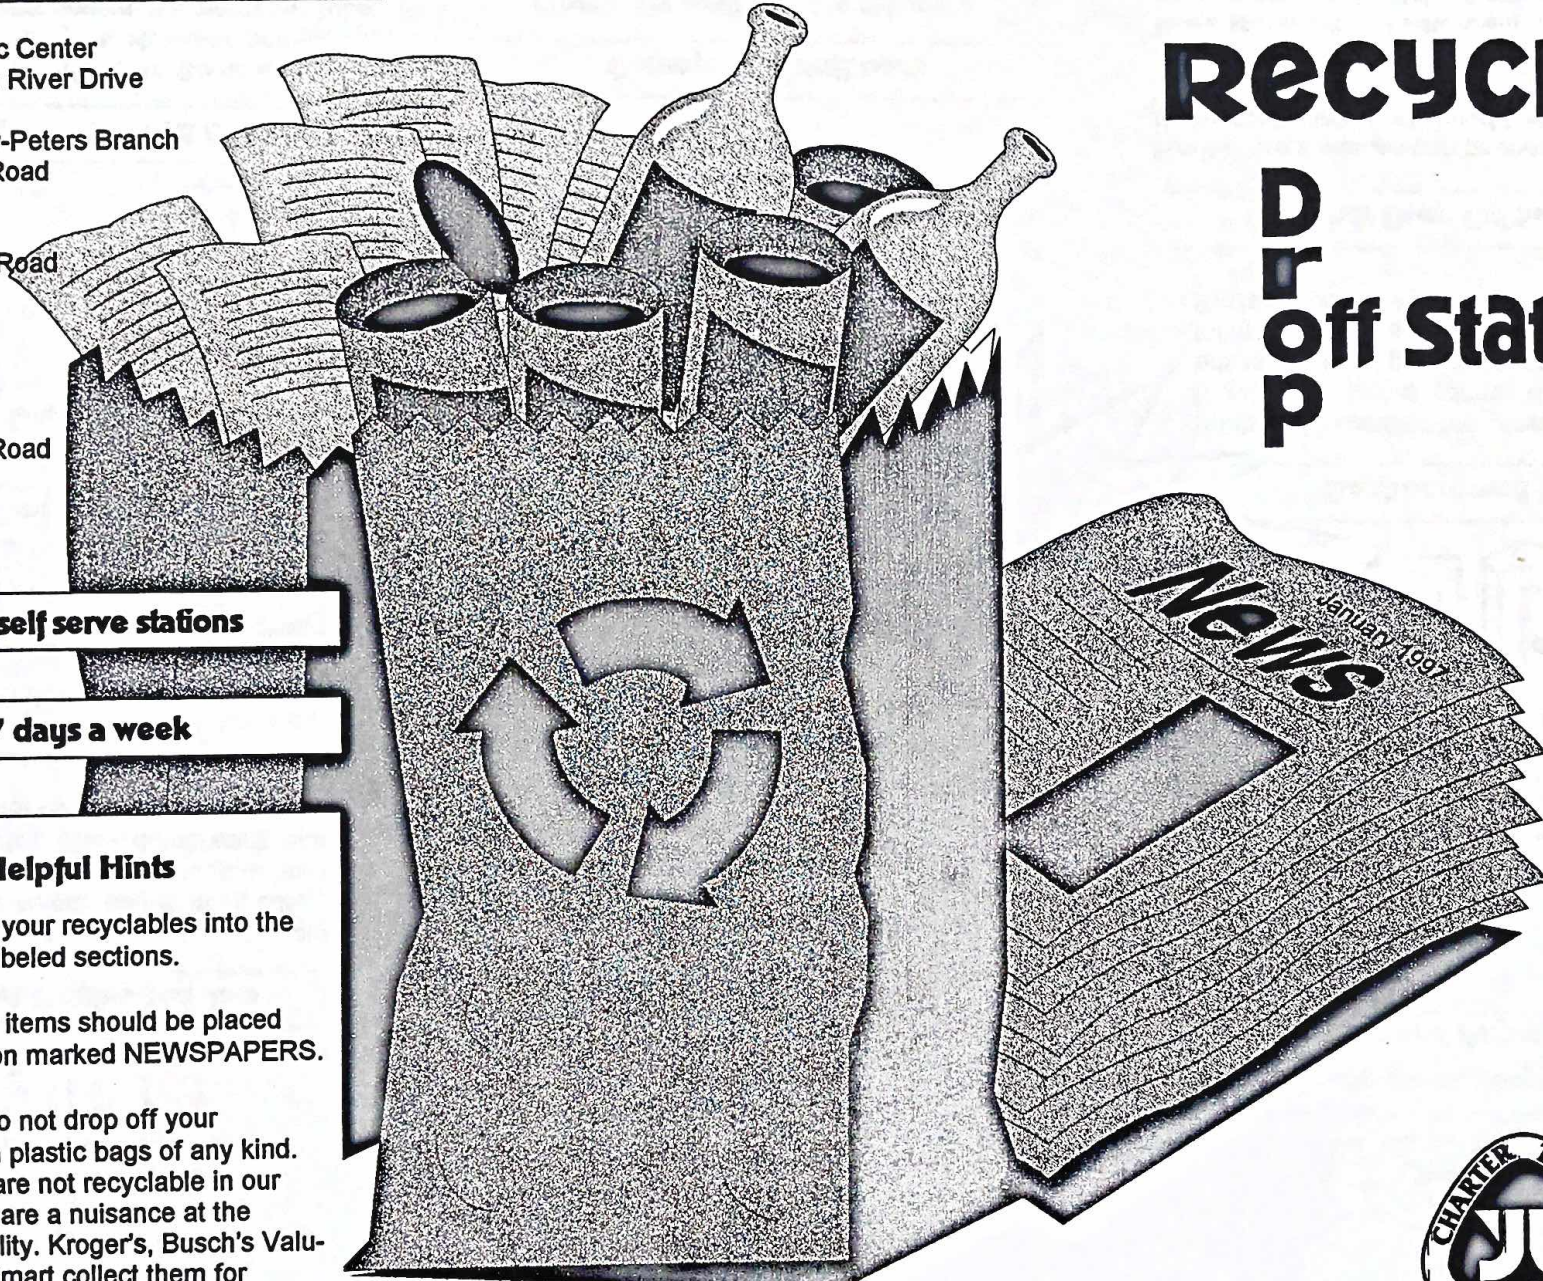 c Center
River Drive
-Peters Branch
Road
Road
Road
self serve stations
7 days a week
Helpful Hints
your recyclables into the
beled sections.
items should be placed
on marked NEWSPAPERS.
o not drop off your
plastic bags of any kind.
are not recyclable in our
are a nuisance at the
lity. Kroger's, Busch's Valu-
mart collect them for
Recycl
Drop
off Stat
News
January 1997
CHARTER